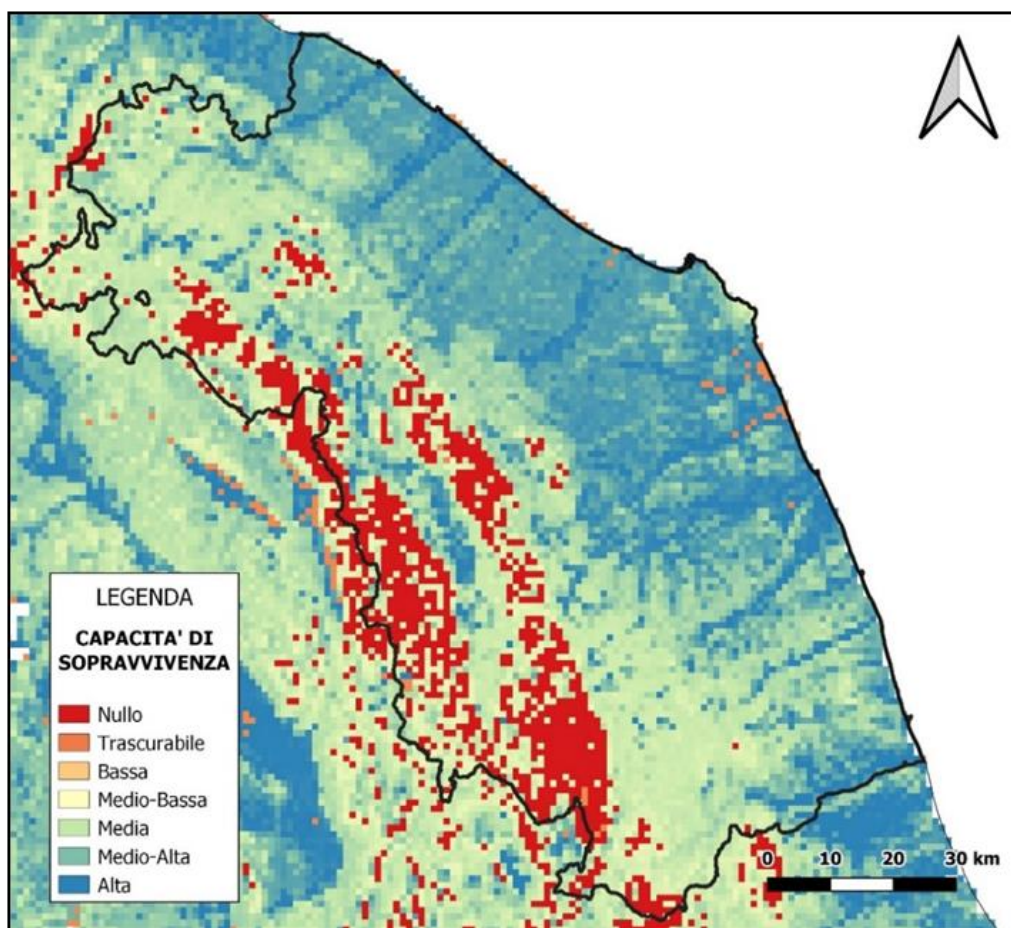 LEGENDA
CAPACITA' DI
SOPRAVVIVENZA
Nullo
Trascurabile
Bassa
Medio-Bassa
Media
Medio-Alta
Alta
0 10 20 30 km